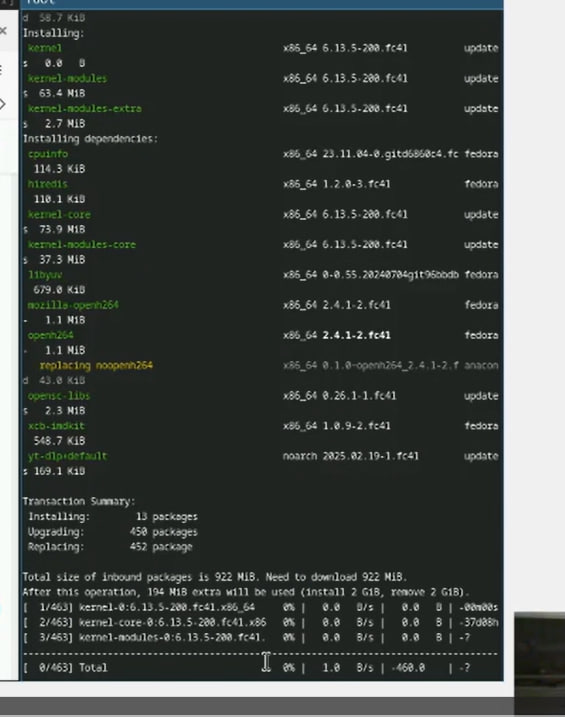 d 58.7 KiB
Installing:
kernel x86_64 6.13.5-200.fc41 update
s 0.0 B
kernel-modules x86_64 6.13.5-200.fc41 update
s 63.4 MiB
kernel-modules-extra x86_64 6.13.5-200.fc41 update
s 2.7 MiB
Installing dependencies:
cpuinfo x86_64 23.11.04-0.gitd6860c4.fc fedora
114.3 KiB
hiredis x86_64 1.2.0-3.fc41 fedora
110.1 KiB
kernel-core x86_64 6.13.5-200.fc41 update
s 73.9 MiB
kernel-modules-core x86_64 6.13.5-200.fc41 update
s 37.3 MiB
libyuv x86_64 0-0.55.20240704git96bbdb fedora
679.0 KiB
mozilla-openh264 x86_64 2.4.1-2.fc41 fedora
- 1.1 MiB
openh264 x86_64 2.4.1-2.fc41 fedora
- 1.1 MiB
replacing noopenh264 x86_64 0.1.0~openh264_2.4.1-2.f anacon
d 43.0 KiB
opensc-libs x86_64 0.26.1-1.fc41 update
s 2.3 MiB
xcb-imdkit x86_64 1.0.9-2.fc41 fedora
548.7 KiB
yt-dlp+default noarch 2025.02.19-1.fc41 update
s 169.1 KiB
Transaction Summary:
Installing: 13 packages
Upgrading: 450 packages
Replacing: 452 package
Total size of inbound packages is 922 MiB. Need to download 922 MiB.
After this operation, 194 MiB extra will be used (install 2 GiB, remove 2 GiB).
[ 1/463] kernel-0:6.13.5-200.fc41.x86_64 0% | 0.0 B/s | 0.0 B | -00m00s
[ 2/463] kernel-core-0:6.13.5-200.fc41.x86 0% | 0.0 B/s | 0.0 B | -37d08h
[ 3/463] kernel-modules-0:6.13.5-200.fc41. 0% | 0.0 B/s | 0.0 B | -?
--------------------------------------------------------------------------------
[ 0/463] Total 0% | 1.0 B/s | -460.0 | -?